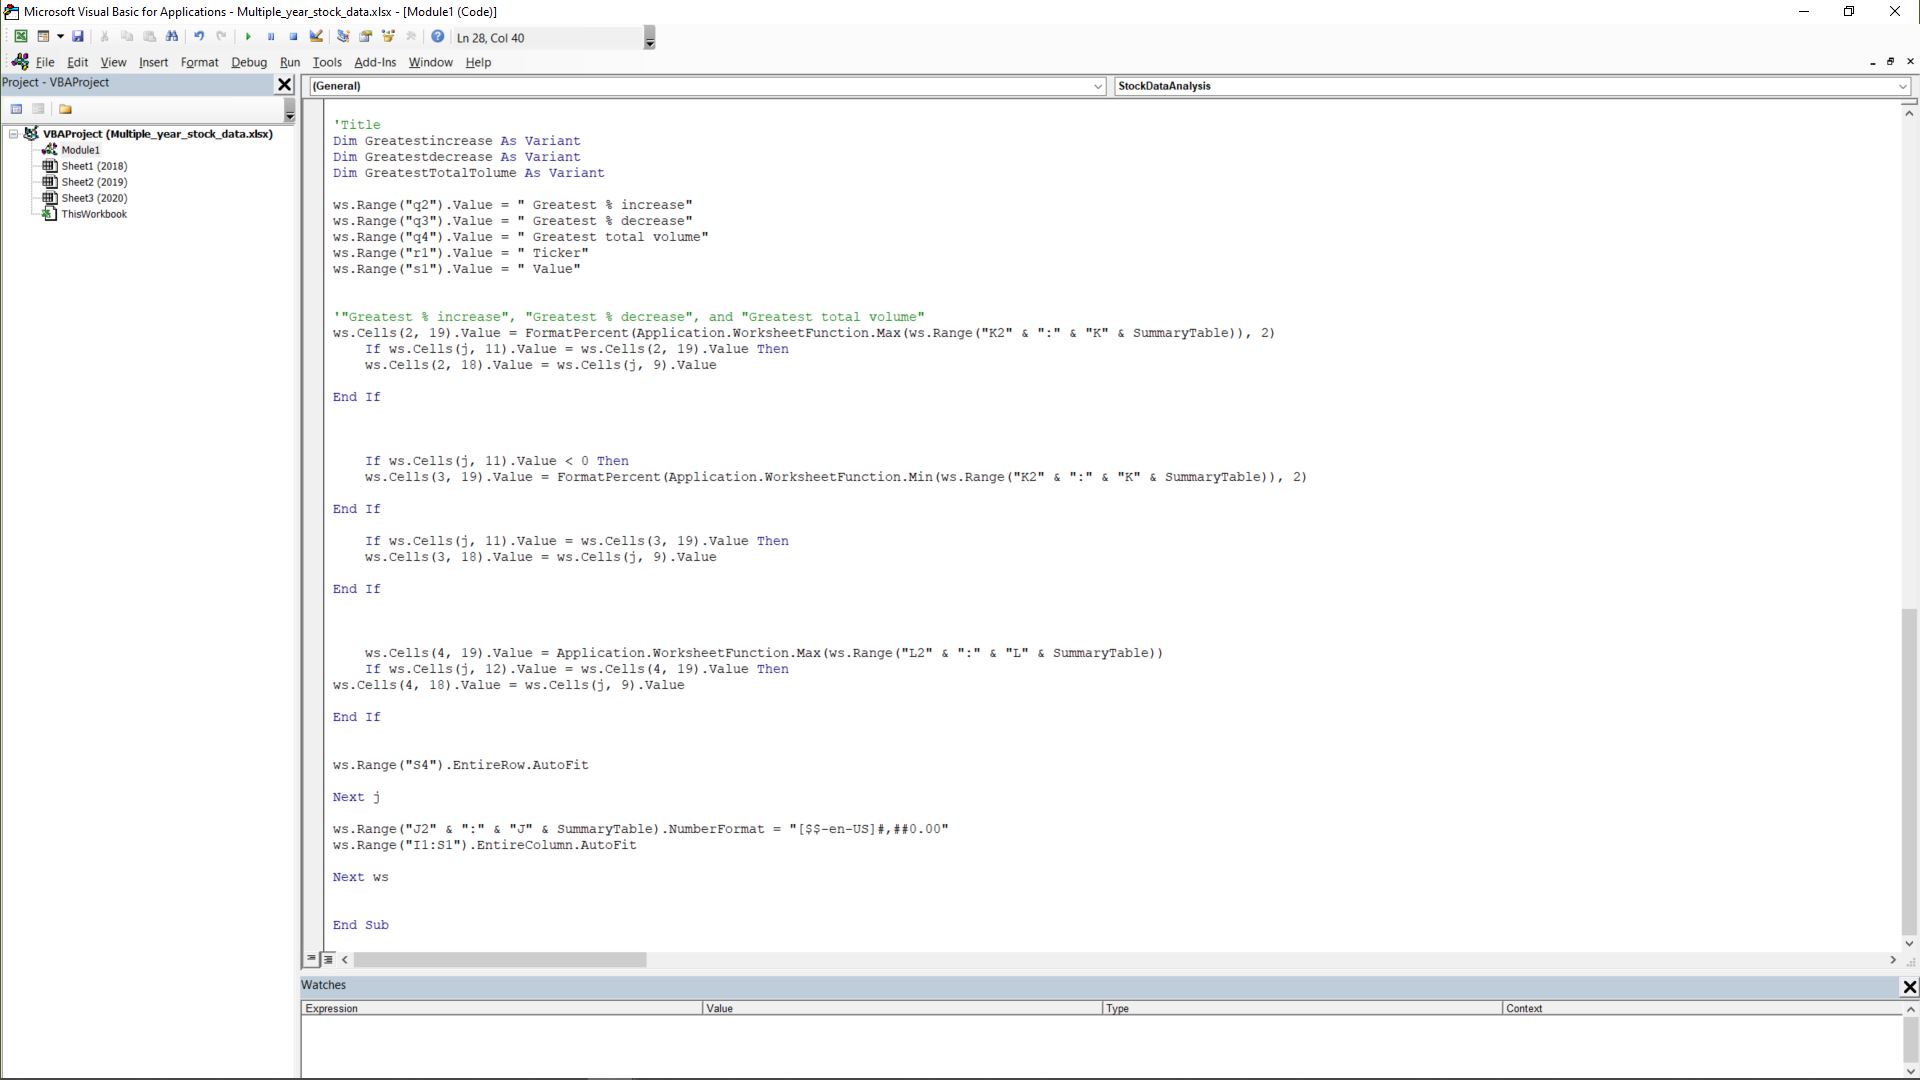 Microsoft Visual Basic for Applications - Multiple_year_stock_data.xlsx - [Module1 (Code)]
Ln 28, Col 40
File Edit View Insert Format Debug Run Tools Add-Ins Window Help
Project - VBAProject
VBAProject (Multiple_year_stock_data.xlsx)
Module1
Sheet1 (2018)
Sheet2 (2019)
Sheet3 (2020)
ThisWorkbook
(General)
StockDataAnalysis
'Title
Dim Greatestincrease As Variant
Dim Greatestdecrease As Variant
Dim GreatestTotalTolume As Variant
ws.Range("q2").Value = " Greatest % increase"
ws.Range("q3").Value = " Greatest % decrease"
ws.Range("q4").Value = " Greatest total volume"
ws.Range("r1").Value = " Ticker"
ws.Range("s1").Value = " Value"
'"Greatest % increase", "Greatest % decrease", and "Greatest total volume"
ws.Cells(2, 19).Value = FormatPercent(Application.WorksheetFunction.Max(ws.Range("K2" & ":" & "K" & SummaryTable)), 2)
If ws.Cells(j, 11).Value = ws.Cells(2, 19).Value Then
ws.Cells(2, 18).Value = ws.Cells(j, 9).Value
End If
If ws.Cells(j, 11).Value < 0 Then
ws.Cells(3, 19).Value = FormatPercent(Application.WorksheetFunction.Min(ws.Range("K2" & ":" & "K" & SummaryTable)), 2)
End If
If ws.Cells(j, 11).Value = ws.Cells(3, 19).Value Then
ws.Cells(3, 18).Value = ws.Cells(j, 9).Value
End If
ws.Cells(4, 19).Value = Application.WorksheetFunction.Max(ws.Range("L2" & ":" & "L" & SummaryTable))
If ws.Cells(j, 12).Value = ws.Cells(4, 19).Value Then
ws.Cells(4, 18).Value = ws.Cells(j, 9).Value
End If
ws.Range("S4").EntireRow.AutoFit
Next j
ws.Range("J2" & ":" & "J" & SummaryTable).NumberFormat = "[$$-en-US]#,##0.00"
ws.Range("I1:S1").EntireColumn.AutoFit
Next ws
End Sub
Watches
Expression Value Type Context